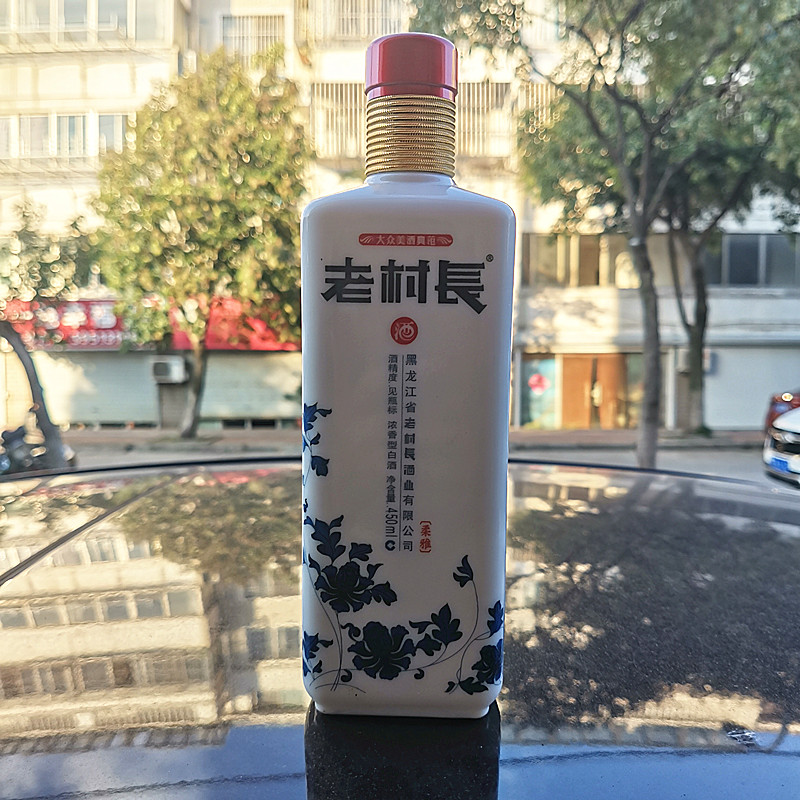 大众美酒典范
老村長®
酒
黑龙江省老村長酒业有限公司
酒精度 见瓶标 浓香型白酒 净含量 450ml C
[柔雅]